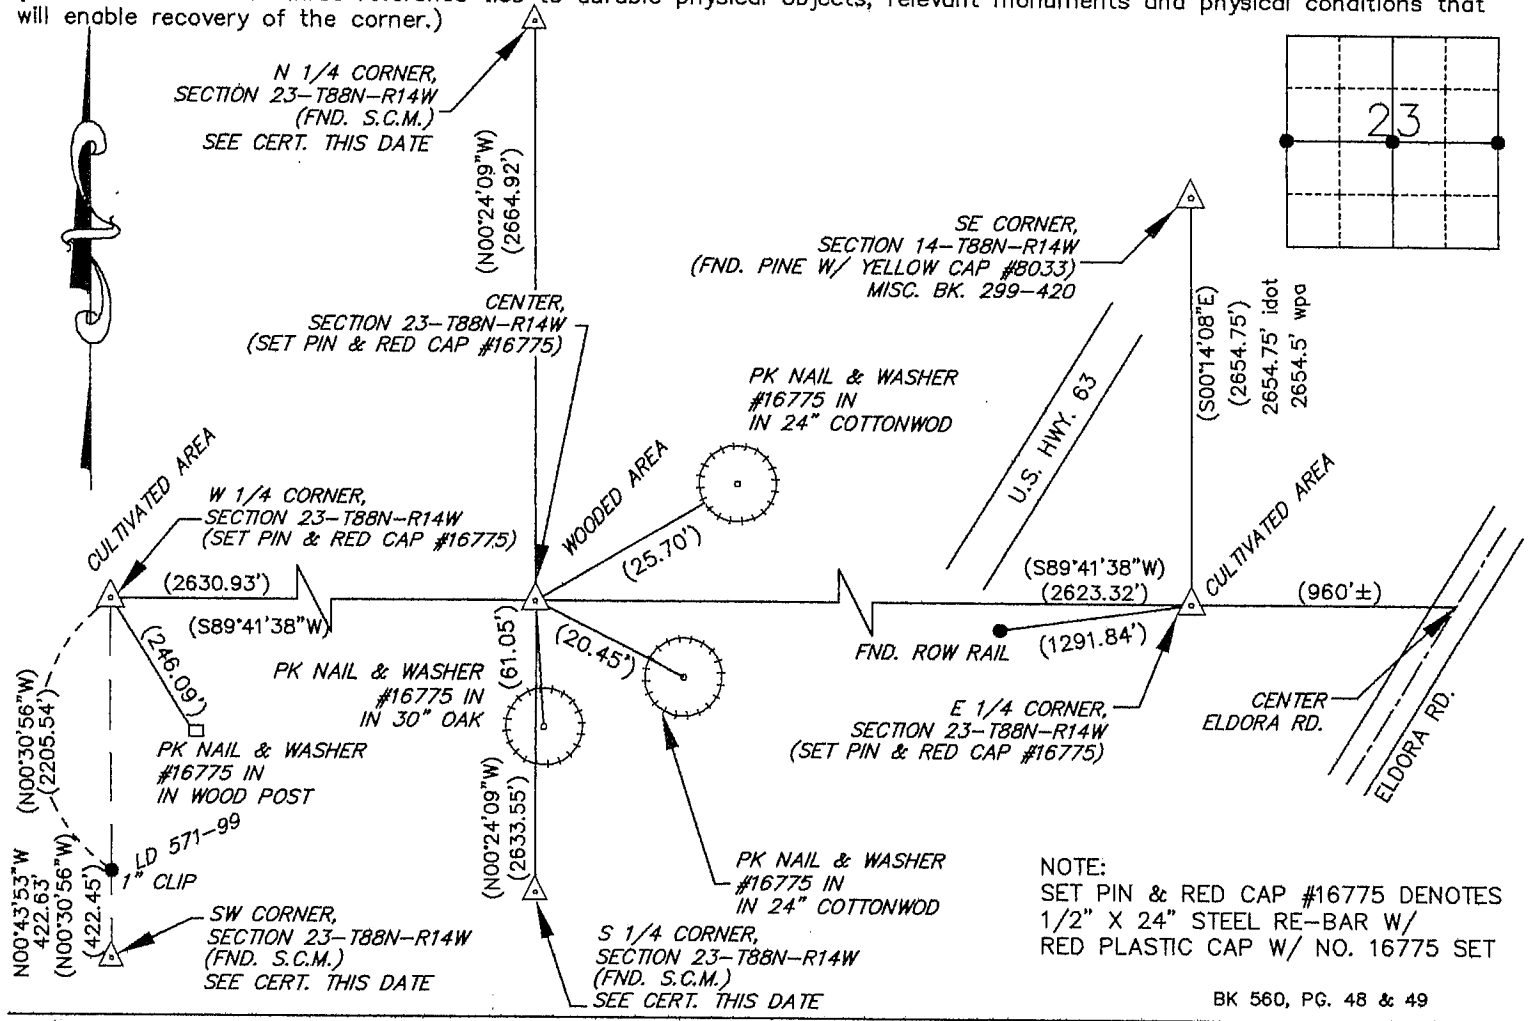 will enable recovery of the corner.)
N 1/4 CORNER,
SECTION 23-T88N-R14W
(FND. S.C.M.)
SEE CERT. THIS DATE
(N00°24'09"W)
(2664.92')
23
SE CORNER,
SECTION 14-T88N-R14W
(FND. PINE W/ YELLOW CAP #8033)
MISC. BK. 299-420
(S00°14'08"E)
(2654.75')
2654.75' idot
2654.5' wpa
CENTER,
SECTION 23-T88N-R14W
(SET PIN & RED CAP #16775)
PK NAIL & WASHER
#16775 IN
IN 24" COTTONWOD
U.S. HWY. 63
CULTIVATED AREA
W 1/4 CORNER,
SECTION 23-T88N-R14W
(SET PIN & RED CAP #16775)
WOODED AREA
(25.70')
CULTIVATED AREA
(2630.93')
(S89°41'38"W)
(S89°41'38"W)
(2623.32')
(960'±)
(246.09')
(61.05')
(20.45')
FND. ROW RAIL
(1291.84')
PK NAIL & WASHER
#16775 IN
IN 30" OAK
E 1/4 CORNER,
SECTION 23-T88N-R14W
(SET PIN & RED CAP #16775)
CENTER
ELDORA RD.
ELDORA RD.
(N00°30'56"W)
(2205.54')
PK NAIL & WASHER
#16775 IN
IN WOOD POST
(N00°24'09"W)
(2633.55')
LD 571-99
1" CLIP
N00°43'53"W
422.63'
(N00°30'56"W)
(422.45')
SW CORNER,
SECTION 23-T88N-R14W
(FND. S.C.M.)
SEE CERT. THIS DATE
PK NAIL & WASHER
#16775 IN
IN 24" COTTONWOD
S 1/4 CORNER,
SECTION 23-T88N-R14W
(FND. S.C.M.)
SEE CERT. THIS DATE
NOTE:
SET PIN & RED CAP #16775 DENOTES
1/2" X 24" STEEL RE-BAR W/
RED PLASTIC CAP W/ NO. 16775 SET
BK 560, PG. 48 & 49